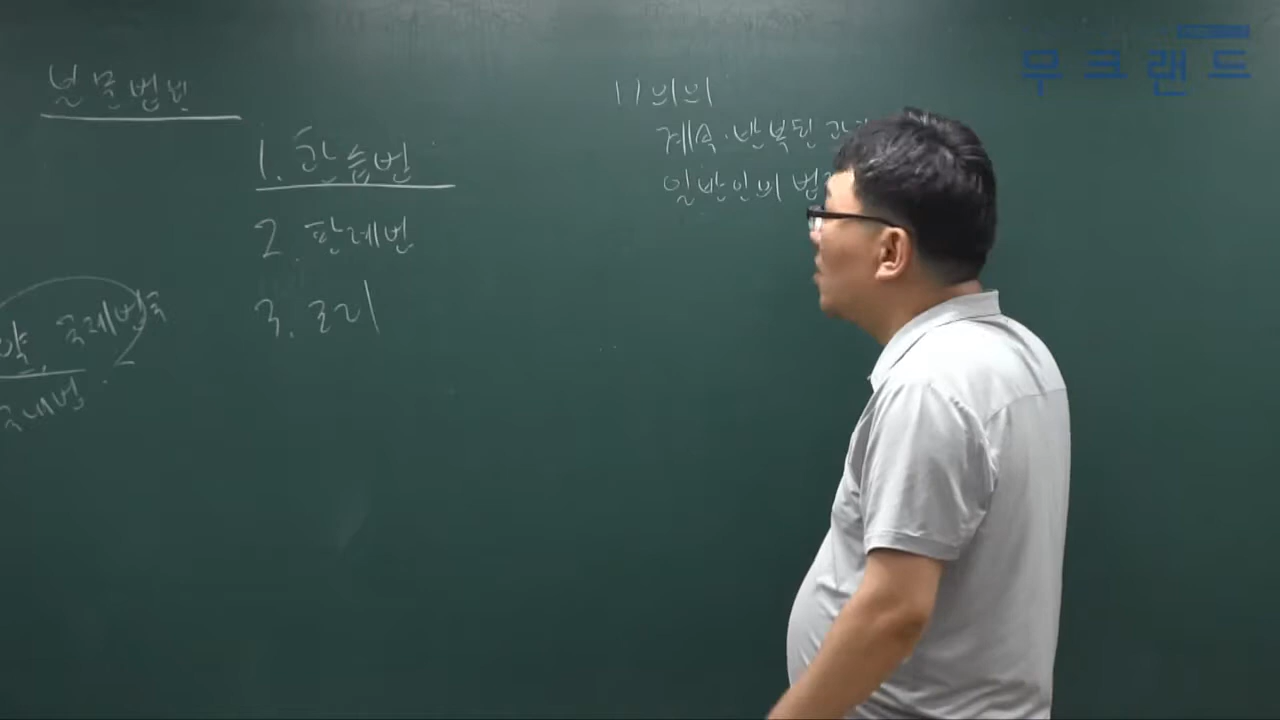 불문법원
1. 관습법
2. 판례법
3. 조리
약, 국제법규
국내법.
1) 의의
계속·반복된
일반인의 법
무크랜드